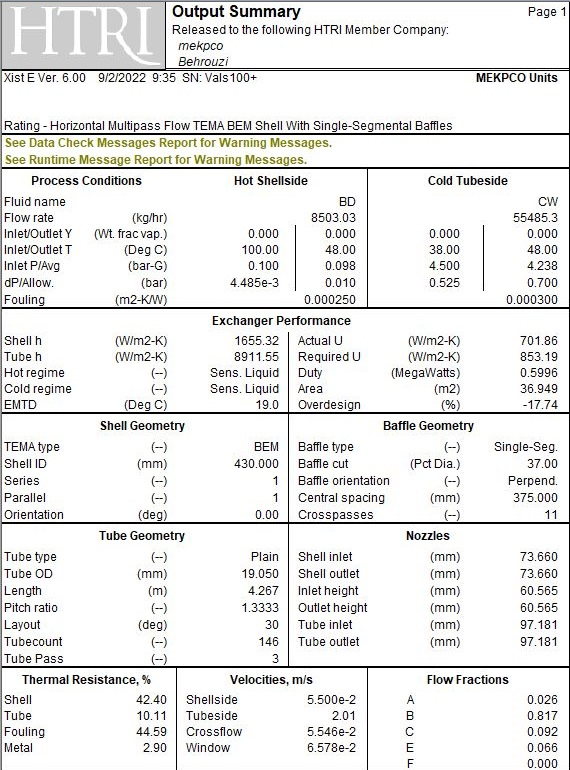 HTRI
Output Summary Page 1
Released to the following HTRI Member Company:
mekpco
Behrouzi
Xist E Ver. 6.00 9/2/2022 9:35 SN: Vals100+ MEKPCO Units
Rating - Horizontal Multipass Flow TEMA BEM Shell With Single-Segmental Baffles
See Data Check Messages Report for Warning Messages.
See Runtime Message Report for Warning Messages.
Process Conditions Hot Shellside Cold Tubeside
Fluid name BD CW
Flow rate (kg/hr) 8503.03 55485.3
Inlet/Outlet Y (Wt. frac vap.) 0.000 0.000 0.000 0.000
Inlet/Outlet T (Deg C) 100.00 48.00 38.00 48.00
Inlet P/Avg (bar-G) 0.100 0.098 4.500 4.238
dP/Allow. (bar) 4.485e-3 0.010 0.525 0.700
Fouling (m2-K/W) 0.000250 0.000300
Exchanger Performance
Shell h (W/m2-K) 1655.32 Actual U (W/m2-K) 701.86
Tube h (W/m2-K) 8911.55 Required U (W/m2-K) 853.19
Hot regime (--) Sens. Liquid Duty (MegaWatts) 0.5996
Cold regime (--) Sens. Liquid Area (m2) 36.949
EMTD (Deg C) 19.0 Overdesign (%) -17.74
Shell Geometry Baffle Geometry
TEMA type (--) BEM Baffle type (--) Single-Seg.
Shell ID (mm) 430.000 Baffle cut (Pct Dia.) 37.00
Series (--) 1 Baffle orientation (--) Perpend.
Parallel (--) 1 Central spacing (mm) 375.000
Orientation (deg) 0.00 Crosspasses (--) 11
Tube Geometry Nozzles
Tube type (--) Plain Shell inlet (mm) 73.660
Tube OD (mm) 19.050 Shell outlet (mm) 73.660
Length (m) 4.267 Inlet height (mm) 60.565
Pitch ratio (--) 1.3333 Outlet height (mm) 60.565
Layout (deg) 30 Tube inlet (mm) 97.181
Tubecount (--) 146 Tube outlet (mm) 97.181
Tube Pass (--) 3
Thermal Resistance, % Velocities, m/s Flow Fractions
Shell 42.40 Shellside 5.500e-2 A 0.026
Tube 10.11 Tubeside 2.01 B 0.817
Fouling 44.59 Crossflow 5.546e-2 C 0.092
Metal 2.90 Window 6.578e-2 E 0.066
F 0.000